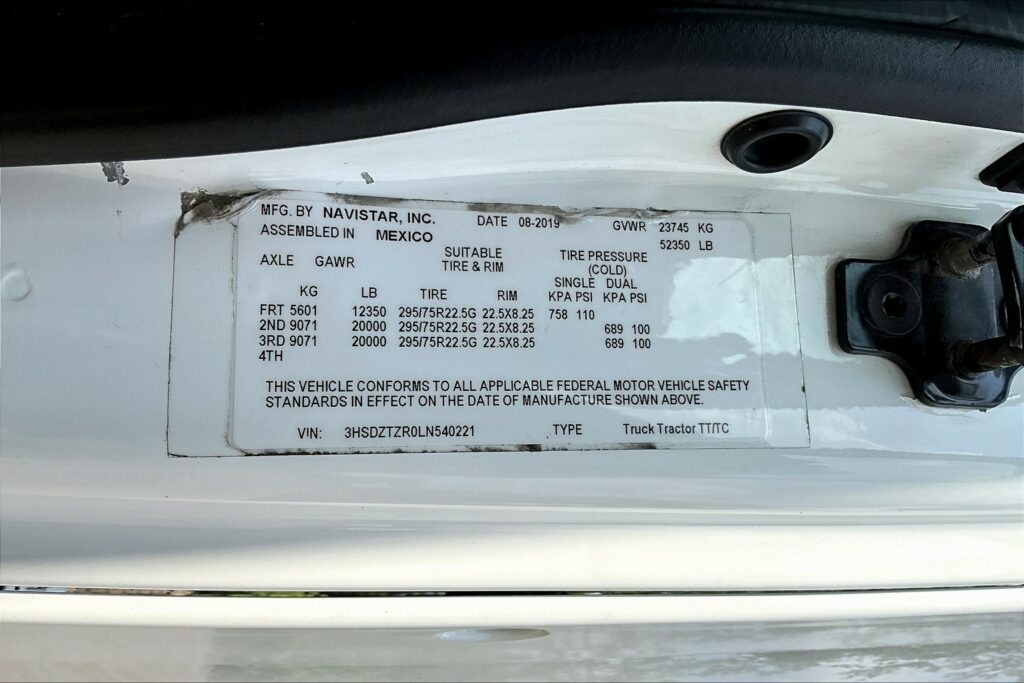 MFG. BY NAVISTAR, INC. DATE 08-2019 GVWR 23745 KG
ASSEMBLED IN MEXICO 52350 LB
AXLE GAWR SUITABLE TIRE & RIM TIRE PRESSURE (COLD)
SINGLE DUAL
KG LB TIRE RIM KPA PSI KPA PSI
FRT 5601 12350 295/75R22.5G 22.5X8.25 758 110
2ND 9071 20000 295/75R22.5G 22.5X8.25 689 100
3RD 9071 20000 295/75R22.5G 22.5X8.25 689 100
4TH
THIS VEHICLE CONFORMS TO ALL APPLICABLE FEDERAL MOTOR VEHICLE SAFETY
STANDARDS IN EFFECT ON THE DATE OF MANUFACTURE SHOWN ABOVE.
VIN: 3HSDZTZR0LN540221 TYPE Truck Tractor TT/TC